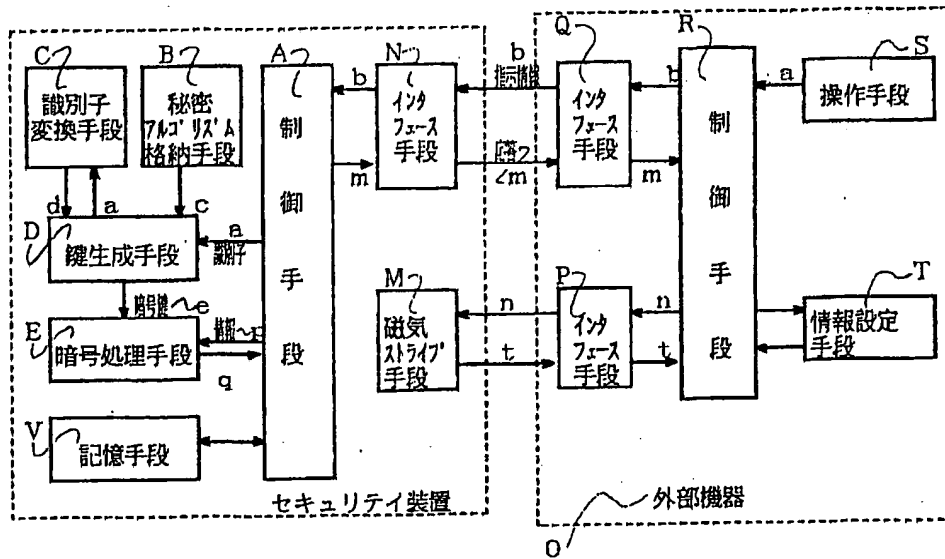 C
識別子
変換手段
B
秘密
アルゴリズム
格納手段
A
制御手段
N
インタ
フェース
手段
b
指示情報
Q
インタ
フェース
手段
R
制御手段
S
操作手段
b
m
m
b
m
a
d
a
c
a
識別子
D
鍵生成手段
暗号鍵~e
E
暗号処理手段
情報~p
q
V
記憶手段
M
磁気
ストライプ
手段
n
t
P
インタ
フェース
手段
n
t
T
情報設定
手段
セキュリテイ装置
外部機器
O